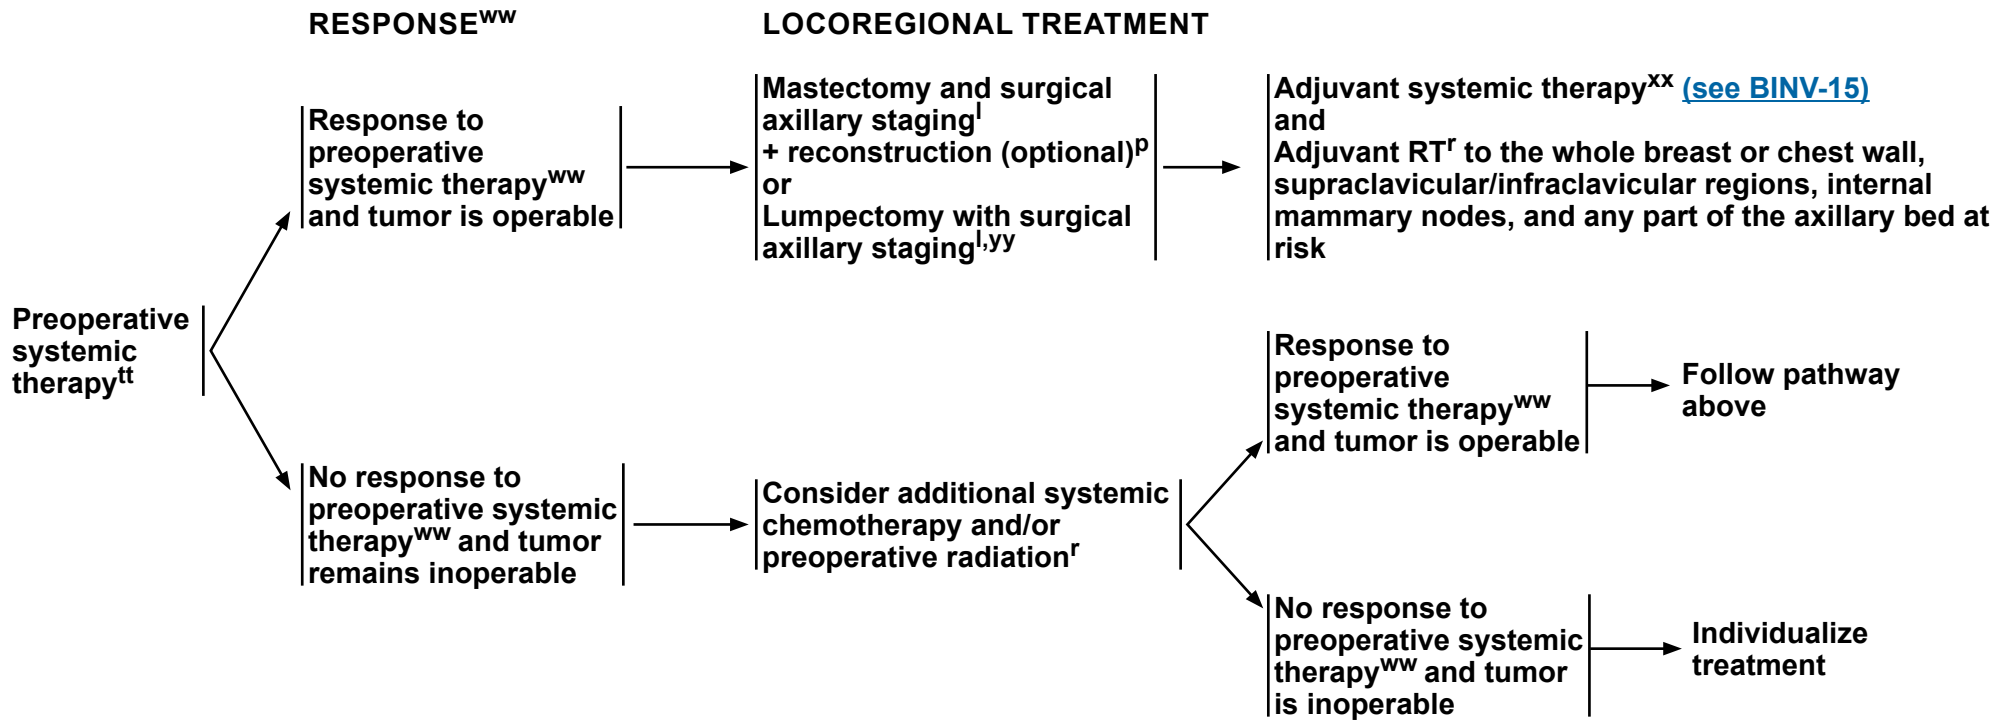 RESPONSEww
LOCOREGIONAL TREATMENT
Preoperative
systemic
therapytt
Response to
preoperative
systemic therapyww
and tumor is operable
Mastectomy and surgical
axillary stagingl
+ reconstruction (optional)p
or
Lumpectomy with surgical
axillary stagingl,yy
Adjuvant systemic therapyxx (see BINV-15)
and
Adjuvant RTr to the whole breast or chest wall,
supraclavicular/infraclavicular regions, internal
mammary nodes, and any part of the axillary bed at
risk
No response to
preoperative systemic
therapyww and tumor
remains inoperable
Consider additional systemic
chemotherapy and/or
preoperative radiationr
Response to
preoperative
systemic therapyww
and tumor is operable
Follow pathway
above
No response to
preoperative systemic
therapyww and tumor
is inoperable
Individualize
treatment